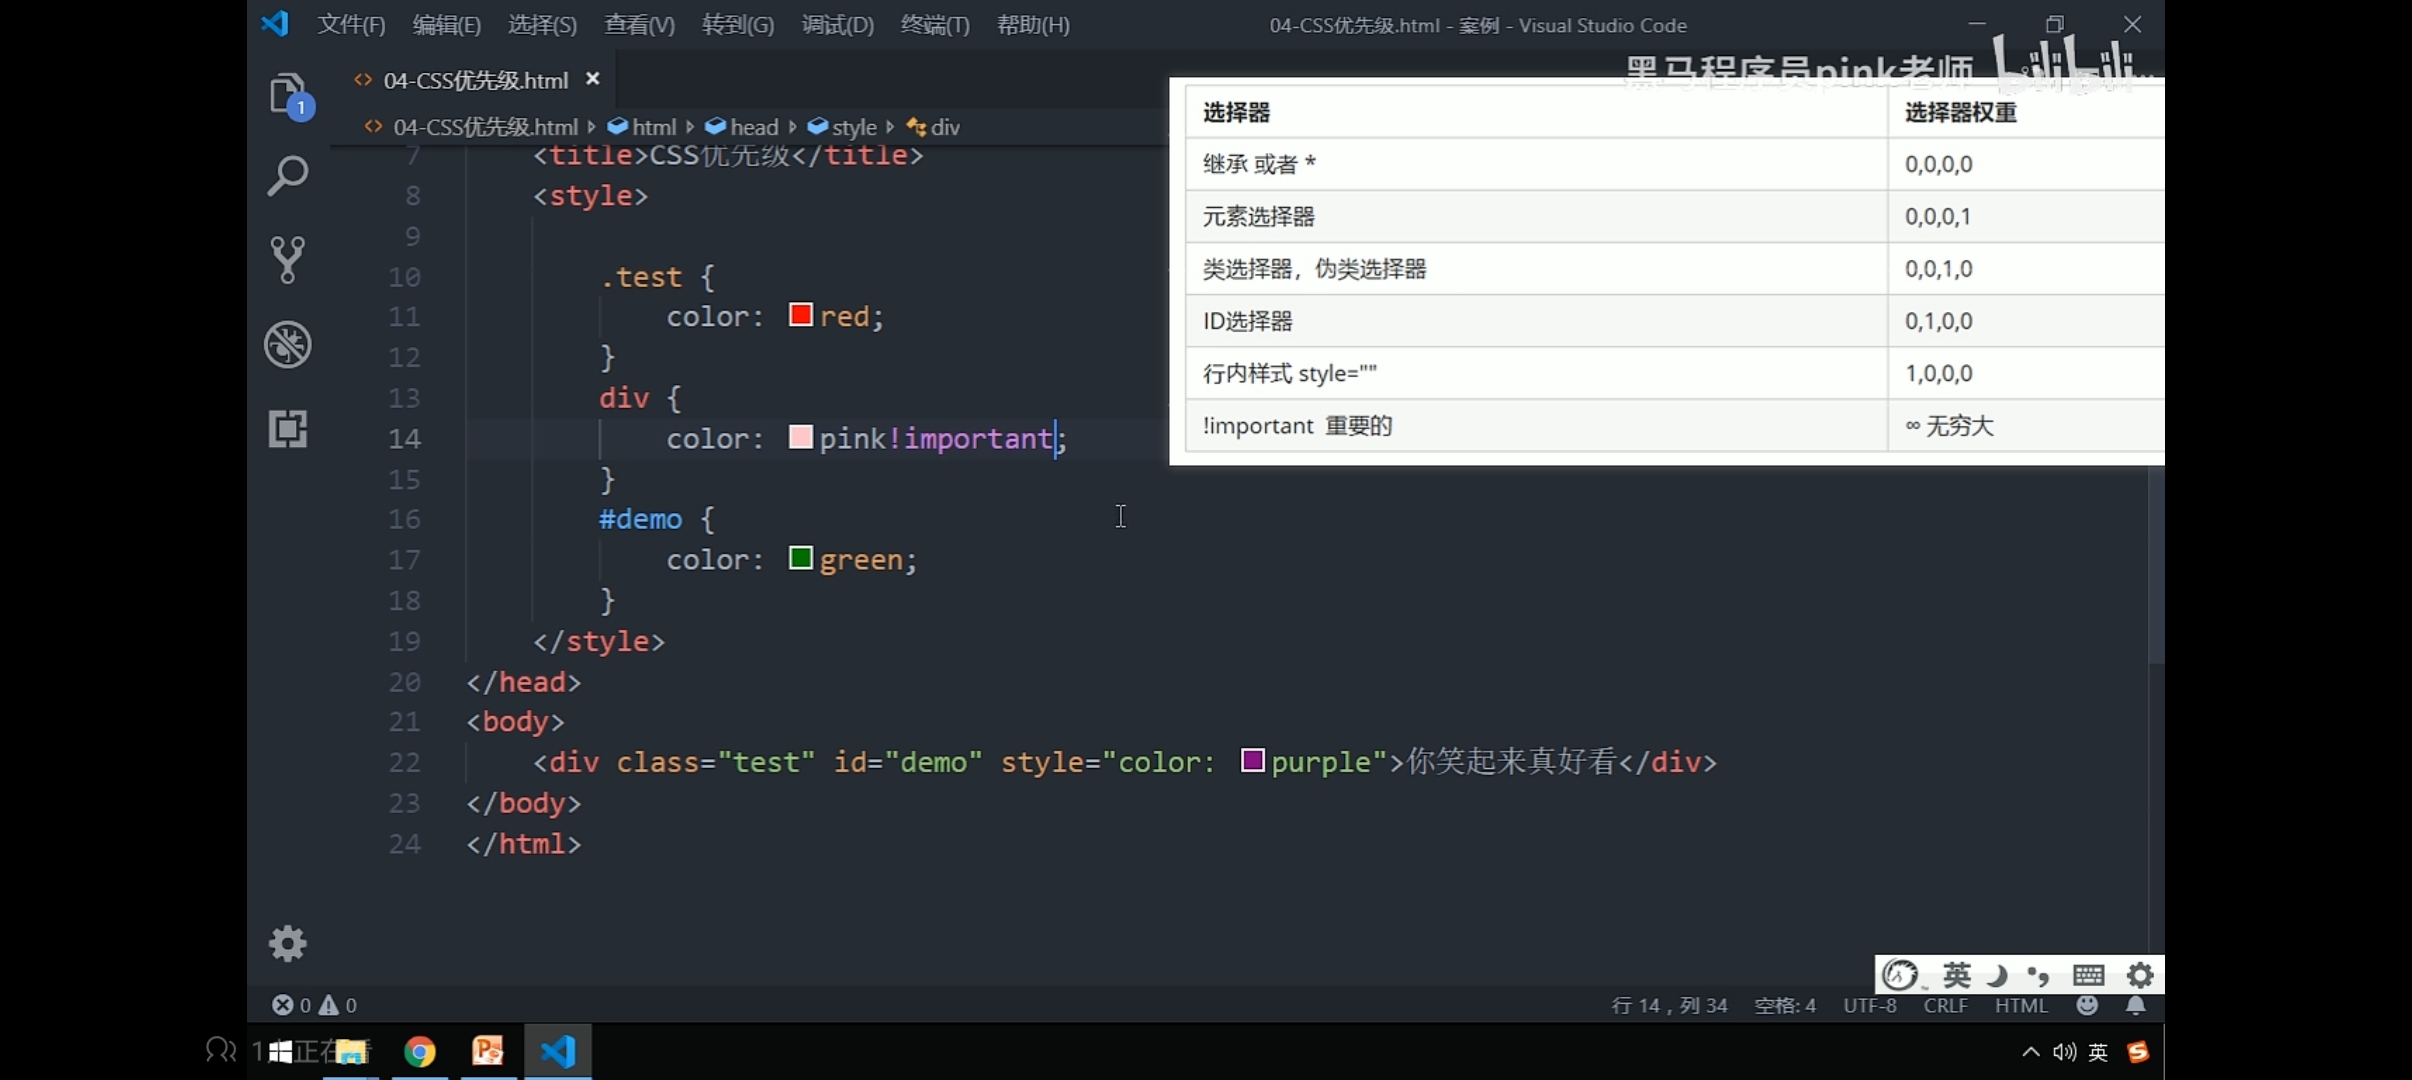 文件(F) 编辑(E) 选择(S) 查看(V) 转到(G) 调试(D) 终端(T) 帮助(H) 04-CSS优先级.html - 案例 - Visual Studio Code
黑马程序员pink老师 bilibili
04-CSS优先级.html ×
1
04-CSS优先级.html html head style div
7 <title>CSS优先级</title>
8 <style>
9
10 .test {
11 color: red;
12 }
13 div {
14 color: pink!important;
15 }
16 #demo {
17 color: green;
18 }
19 </style>
20 </head>
21 <body>
22 <div class="test" id="demo" style="color: purple">你笑起来真好看</div>
23 </body>
24 </html>
选择器 选择器权重
继承 或者 * 0,0,0,0
元素选择器 0,0,0,1
类选择器，伪类选择器 0,0,1,0
ID选择器 0,1,0,0
行内样式 style="" 1,0,0,0
!important 重要的 ∞ 无穷大
英
0 0 行 14，列 34 空格: 4 UTF-8 CRLF HTML
1 正在看
英